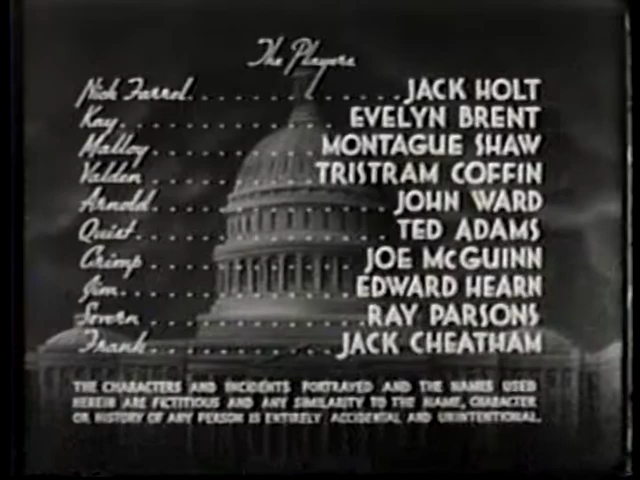 The Players
Nick Farrel........JACK HOLT
Kay........EVELYN BRENT
Malloy........MONTAGUE SHAW
Valden........TRISTRAM COFFIN
Arnold........JOHN WARD
Quist........TED ADAMS
Crimp........JOE McGUINN
Jim........EDWARD HEARN
Severn........RAY PARSONS
Frank........JACK CHEATHAM
THE CHARACTERS AND INCIDENTS PORTRAYED AND THE NAMES USED
HEREIN ARE FICTITIOUS AND ANY SIMILARITY TO THE NAME, CHARACTER
OR HISTORY OF ANY PERSON IS ENTIRELY ACCIDENTAL AND UNINTENTIONAL.